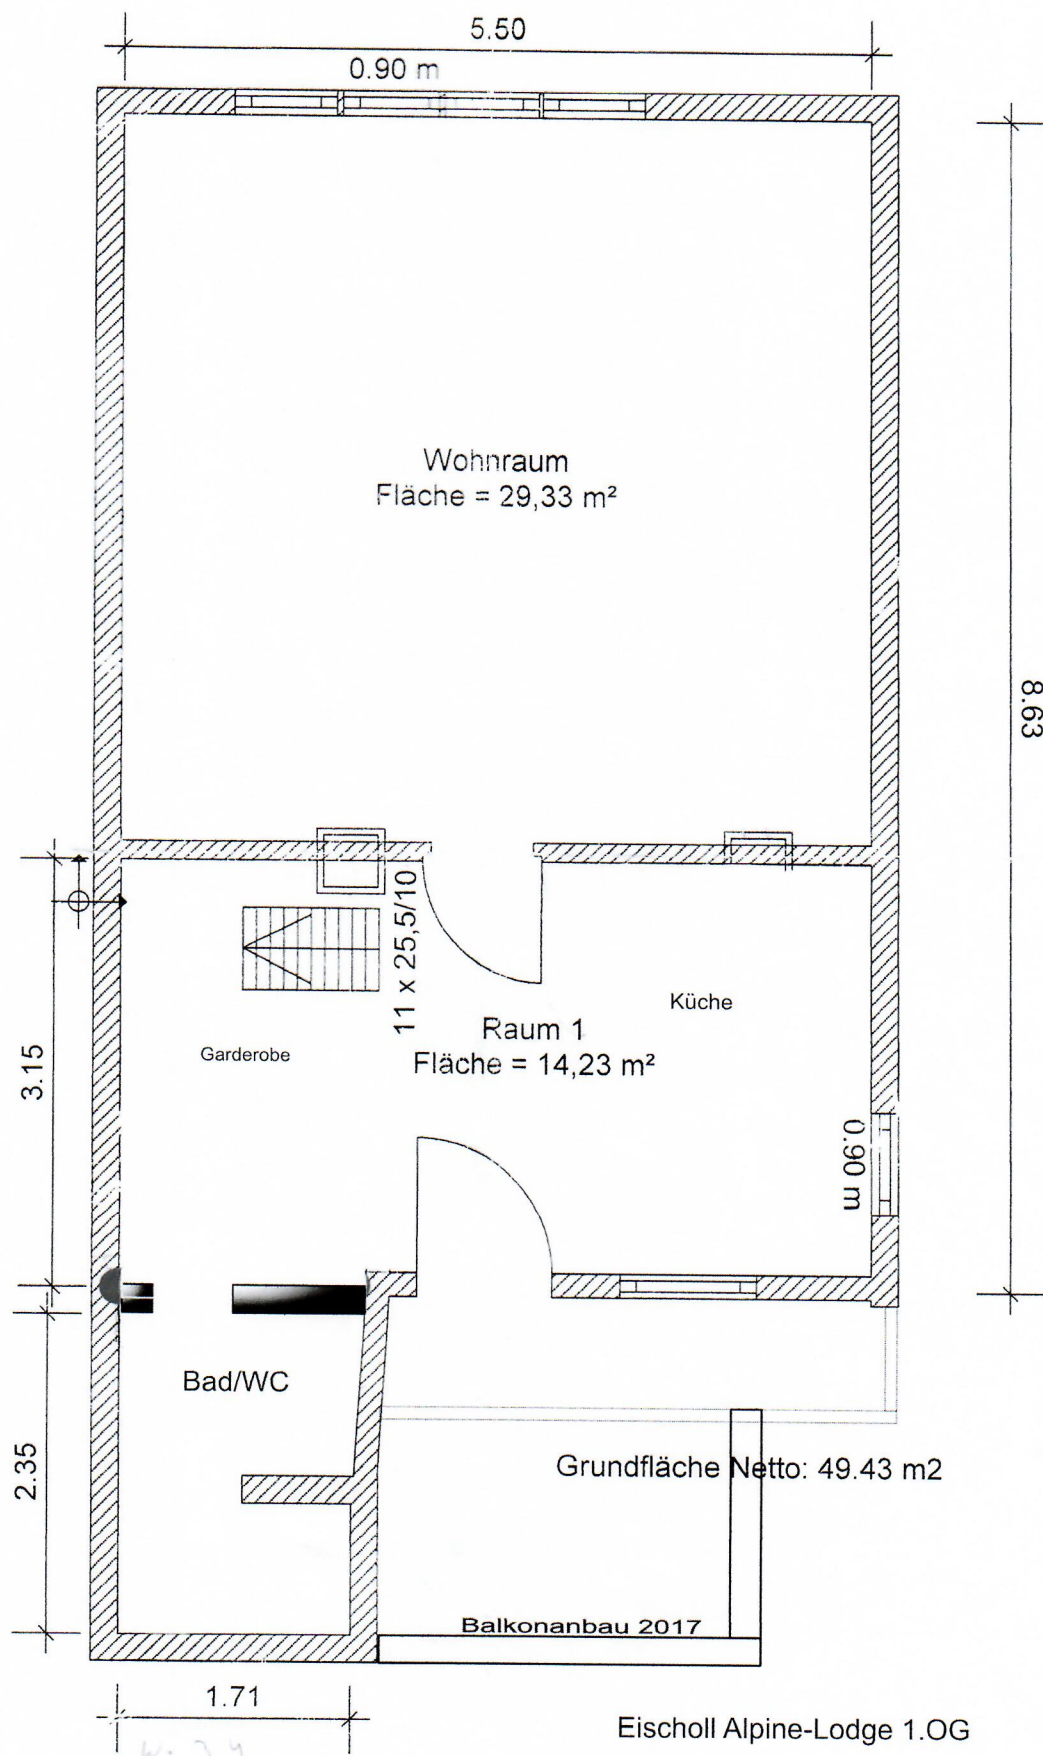 5.50
0.90 m
Wohnraum
Fläche = 29,33 m²
8.63
11 x 25,5/10
Küche
Raum 1
Fläche = 14,23 m²
Garderobe
3.15
0.90 m
Bad/WC
2.35
Grundfläche Netto: 49.43 m2
Balkonanbau 2017
1.71
Eischoll Alpine-Lodge 1.OG